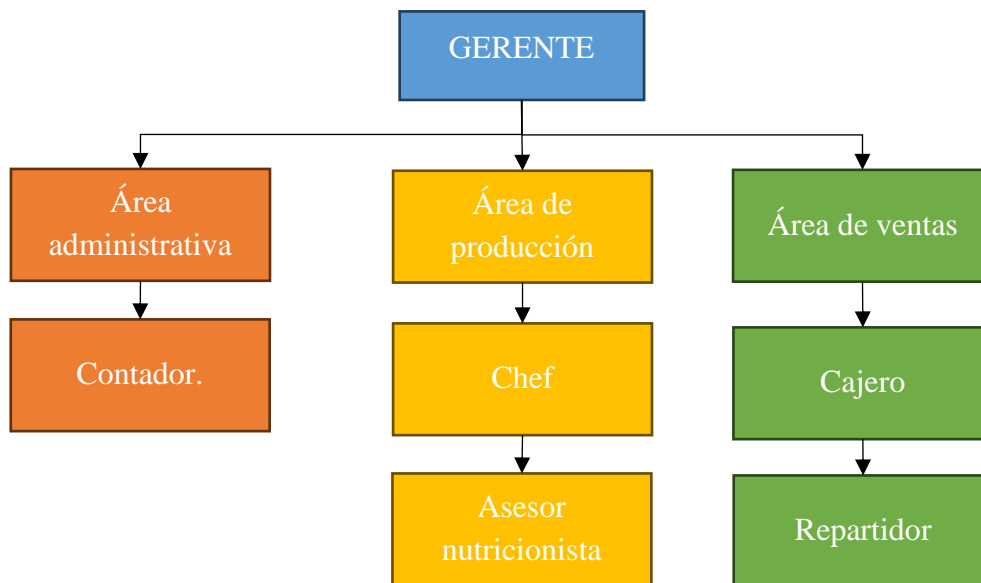 GERENTE
Área
administrativa
Área de
producción
Área de ventas
Contador.
Chef
Cajero
Asesor
nutricionista
Repartidor